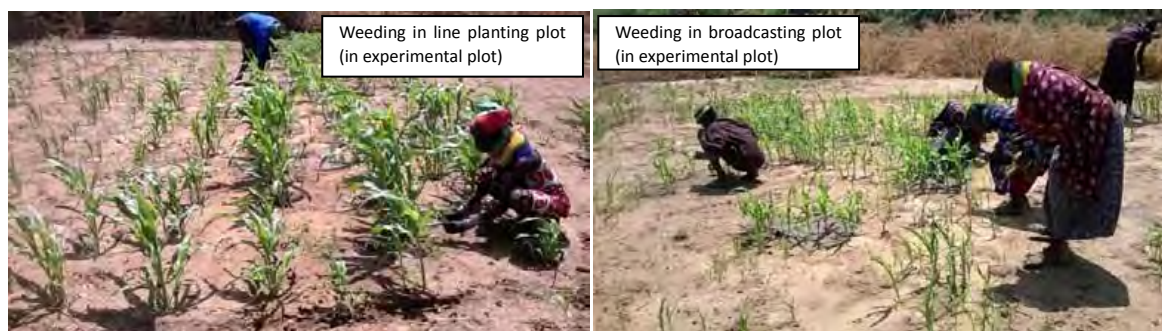 Weeding in line planting plot
(in experimental plot)
Weeding in broadcasting plot
(in experimental plot)